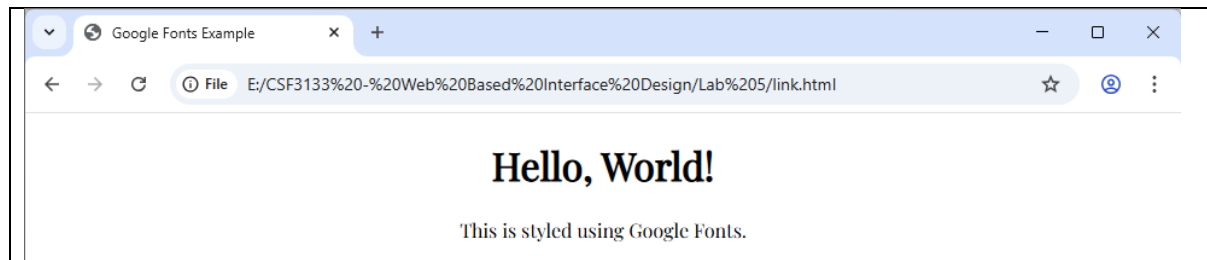 Google Fonts Example
File E:/CSF3133%20-%20Web%20Based%20Interface%20Design/Lab%205/link.html
Hello, World!
This is styled using Google Fonts.